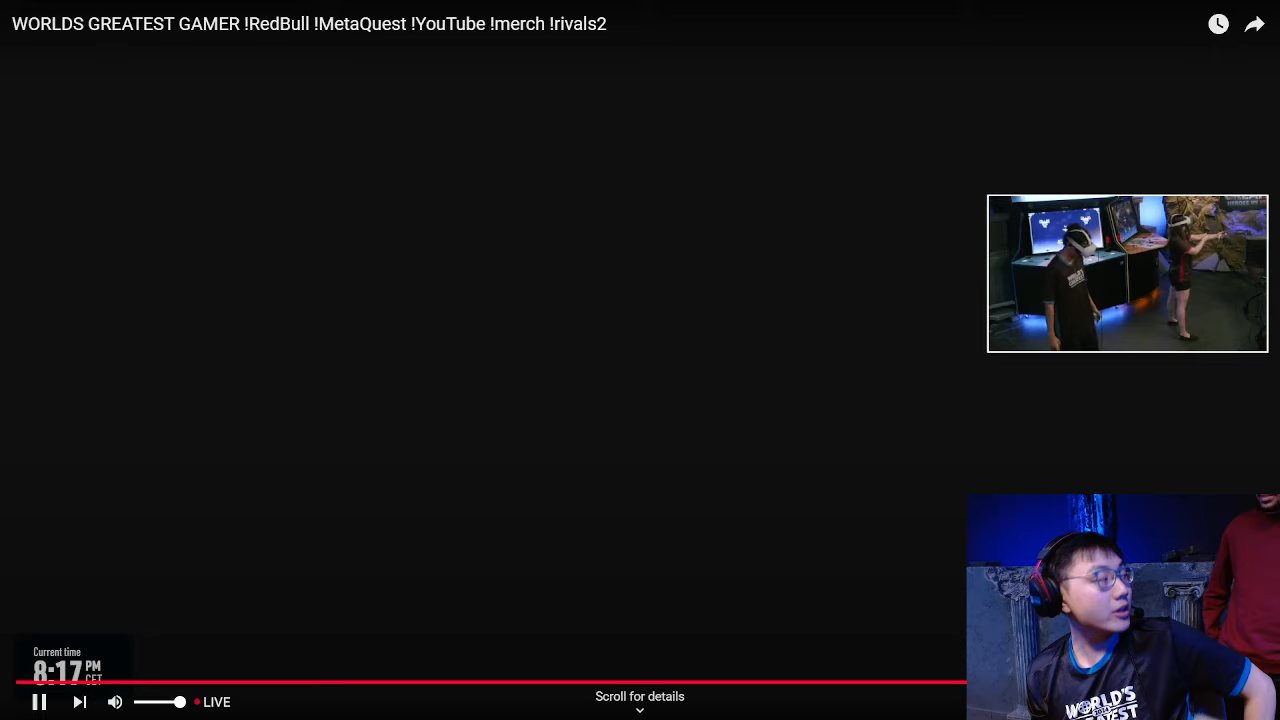 WORLDS GREATEST GAMER !RedBull !MetaQuest !YouTube !merch !rivals2
WORLD'S
Current time
8:17 PM
CET
LIVE
Scroll for details
WORLD'S